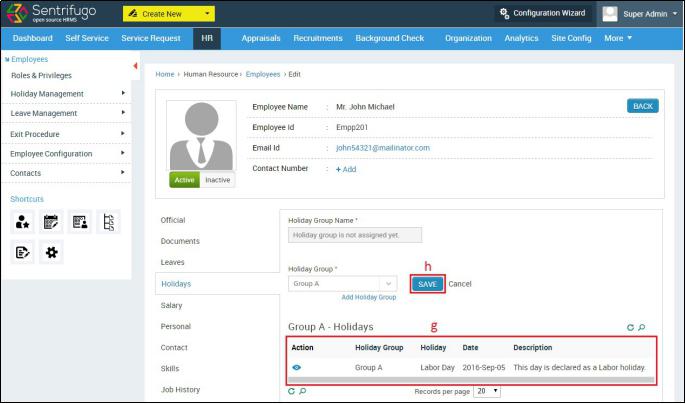 Sentrifugo
open source HRMS
Create New
Configuration Wizard
Super Admin
Dashboard Self Service Service Request HR Appraisals Recruitments Background Check Organization Analytics Site Config More
Employees
Roles & Privileges
Holiday Management
Leave Management
Exit Procedure
Employee Configuration
Contacts
Shortcuts
Home › Human Resource › Employees › Edit
Employee Name : Mr. John Michael
BACK
Employee Id : Empp201
Email Id : john54321@mailinator.com
Contact Number : + Add
Active Inactive
Official
Documents
Leaves
Holidays
Salary
Personal
Contact
Skills
Job History
Holiday Group Name *
Holiday group is not assigned yet.
Holiday Group *
h
Group A
SAVE Cancel
Add Holiday Group
Group A - Holidays
g
Action Holiday Group Holiday Date Description
Group A Labor Day 2016-Sep-05 This day is declared as a Labor holiday.
Records per page 20